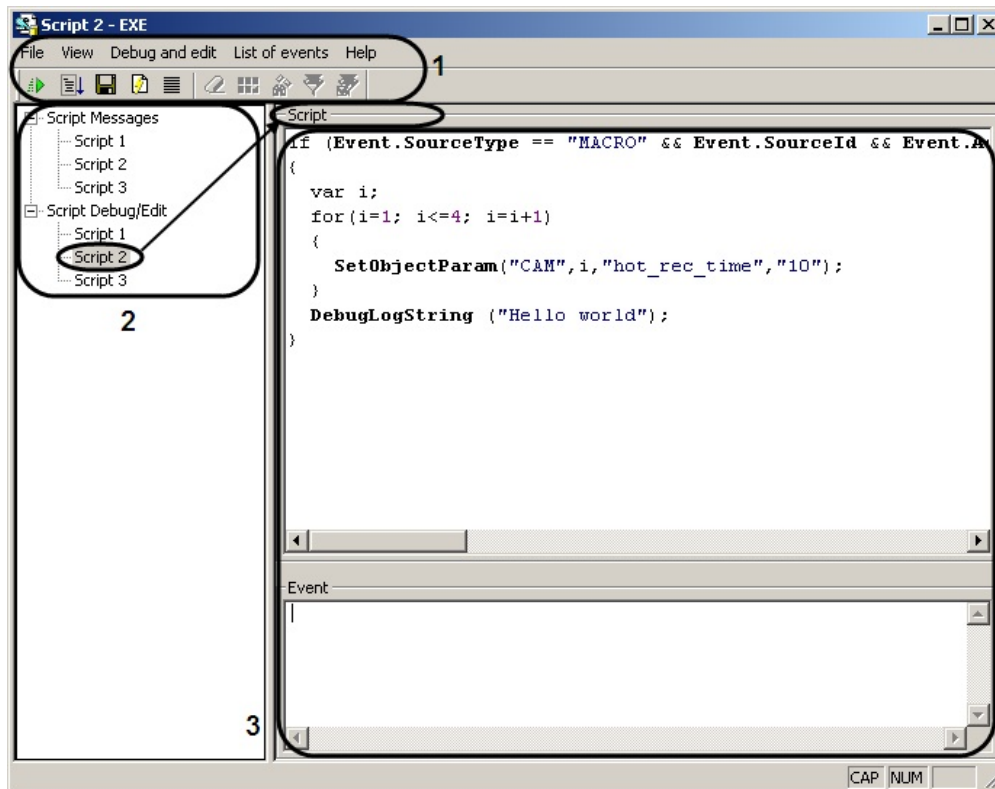 Script 2 - EXE
File View Debug and edit List of events Help
1
Script Messages
Script 1
Script 2
Script 3
Script Debug/Edit
Script 1
Script 2
Script 3
2
Script
if (Event.SourceType == "MACRO" && Event.SourceId && Event.A
{
var i;
for(i=1; i<=4; i=i+1)
{
SetObjectParam("CAM",i,"hot_rec_time","10");
}
DebugLogString ("Hello world");
}
Event
3
CAP NUM